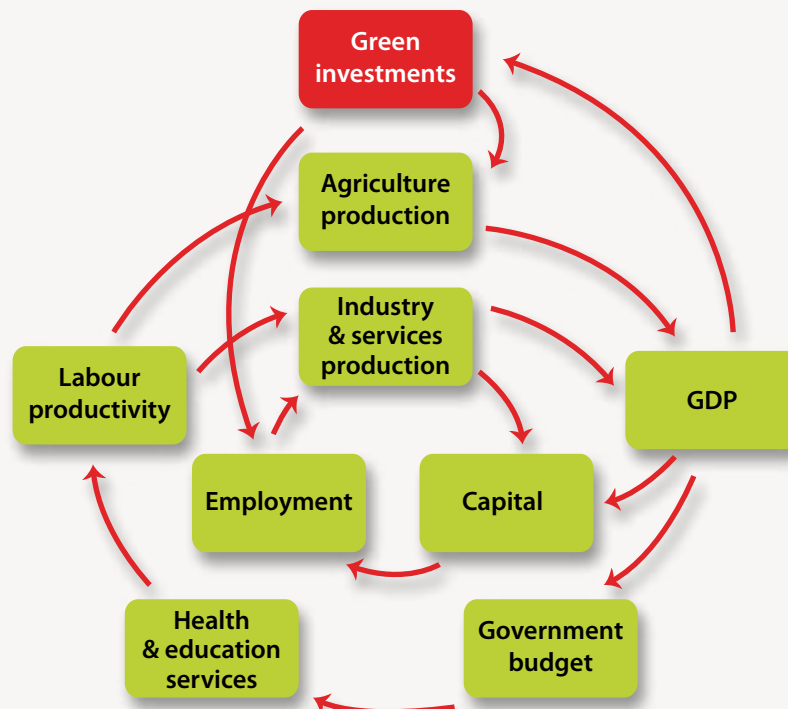 Green
investments
Agriculture
production
Industry
& services
production
Labour
productivity
GDP
Employment
Capital
Health
& education
services
Government
budget